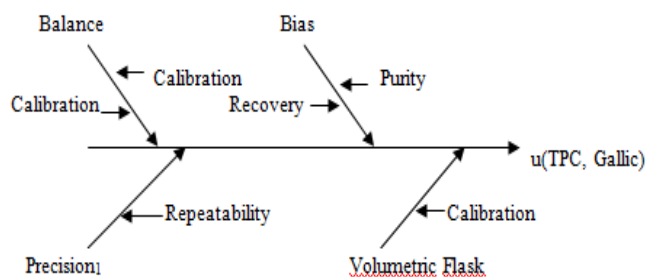 Balance
Bias
Calibration
Purity
Calibration
Recovery
u(TPC, Gallic)
Repeatability
Calibration
Precision₁
Volumetric Flask